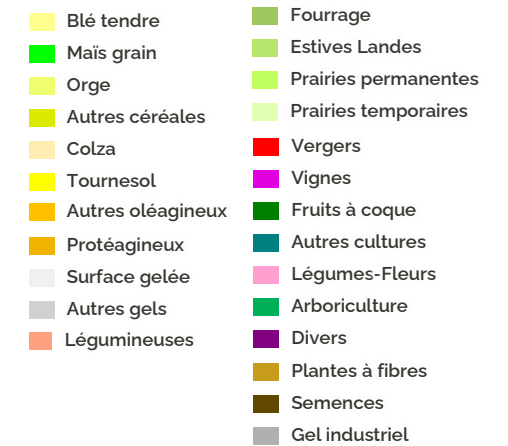 Blé tendre
Maïs grain
Orge
Autres céréales
Colza
Tournesol
Autres oléagineux
Protéagineux
Surface gelée
Autres gels
Légumineuses
Fourrage
Estives Landes
Prairies permanentes
Prairies temporaires
Vergers
Vignes
Fruits à coque
Autres cultures
Légumes-Fleurs
Arboriculture
Divers
Plantes à fibres
Semences
Gel industriel